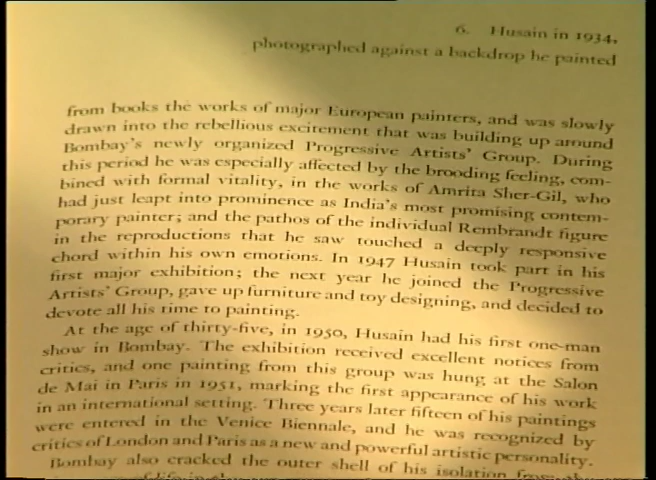 6. Husain in 1934,
photographed against a backdrop he painted
from books the works of major European painters, and was slowly
drawn into the rebellious excitement that was building up around
Bombay's newly organized Progressive Artists' Group. During
this period he was especially affected by the brooding feeling, com-
bined with formal vitality, in the works of Amrita Sher-Gil, who
had just leapt into prominence as India's most promising contem-
porary painter; and the pathos of the individual Rembrandt figure
in the reproductions that he saw touched a deeply responsive
chord within his own emotions. In 1947 Husain took part in his
first major exhibition; the next year he joined the Progressive
Artists' Group, gave up furniture and toy designing, and decided to
devote all his time to painting.
At the age of thirty-five, in 1950, Husain had his first one-man
show in Bombay. The exhibition received excellent notices from
critics, and one painting from this group was hung at the Salon
de Mai in Paris in 1951, marking the first appearance of his work
in an international setting. Three years later fifteen of his paintings
were entered in the Venice Biennale, and he was recognized by
critics of London and Paris as a new and powerful artistic personality.
Bombay also cracked the outer shell of his isolation from